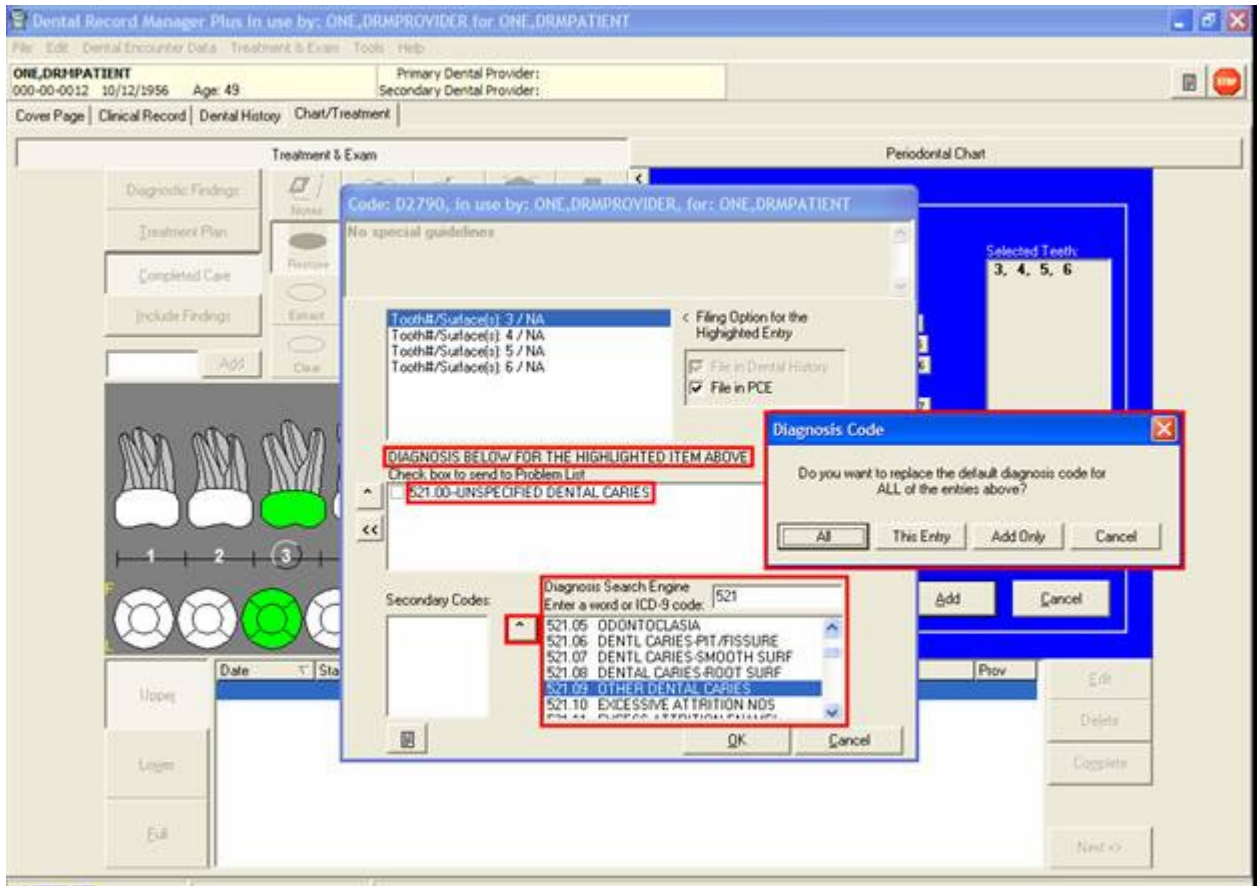 Dental Record Manager Plus in use by: ONE,DRMPROVIDER for ONE,DRMPATIENT
File Edit Dental Encounter Data Treatment & Exam Tools Help
ONE,DRMPATIENT
Primary Dental Provider:
000-00-0012 10/12/1956 Age: 49
Secondary Dental Provider:
STOP
Cover Page Clinical Record Dental History Chart/Treatment
Treatment & Exam
Periodontal Chart
Diagnostic Findings
Treatment Plan
Completed Care
Include Findings
Add
Notes
Restore
Extract
Clear
<
Code: D2790, in use by: ONE,DRMPROVIDER, for: ONE,DRMPATIENT
No special guidelines
Selected Teeth:
3, 4, 5, 6
Tooth#/Surface(s): 3 / NA
Tooth#/Surface(s): 4 / NA
Tooth#/Surface(s): 5 / NA
Tooth#/Surface(s): 6 / NA
< Filing Option for the
Highlighted Entry
File in Dental History
File in PCE
DIAGNOSIS BELOW FOR THE HIGHLIGHTED ITEM ABOVE
Check box to send to Problem List
^
521.00--UNSPECIFIED DENTAL CARIES
<<
Diagnosis Code
Do you want to replace the default diagnosis code for
ALL of the entries above?
All This Entry Add Only Cancel
1 2 3
F
L
Secondary Codes:
^
Diagnosis Search Engine
Enter a word or ICD-9 code: 521
521.05 ODONTOCLASIA
521.06 DENTL CARIES-PIT/FISSURE
521.07 DENTL CARIES-SMOOTH SURF
521.08 DENTAL CARIES-ROOT SURF
521.09 OTHER DENTAL CARIES
521.10 EXCESSIVE ATTRITION NOS
OK Cancel
Add Cancel
Date Sta Prov
Upper
Lower
Full
Edit
Delete
Complete
Next <>